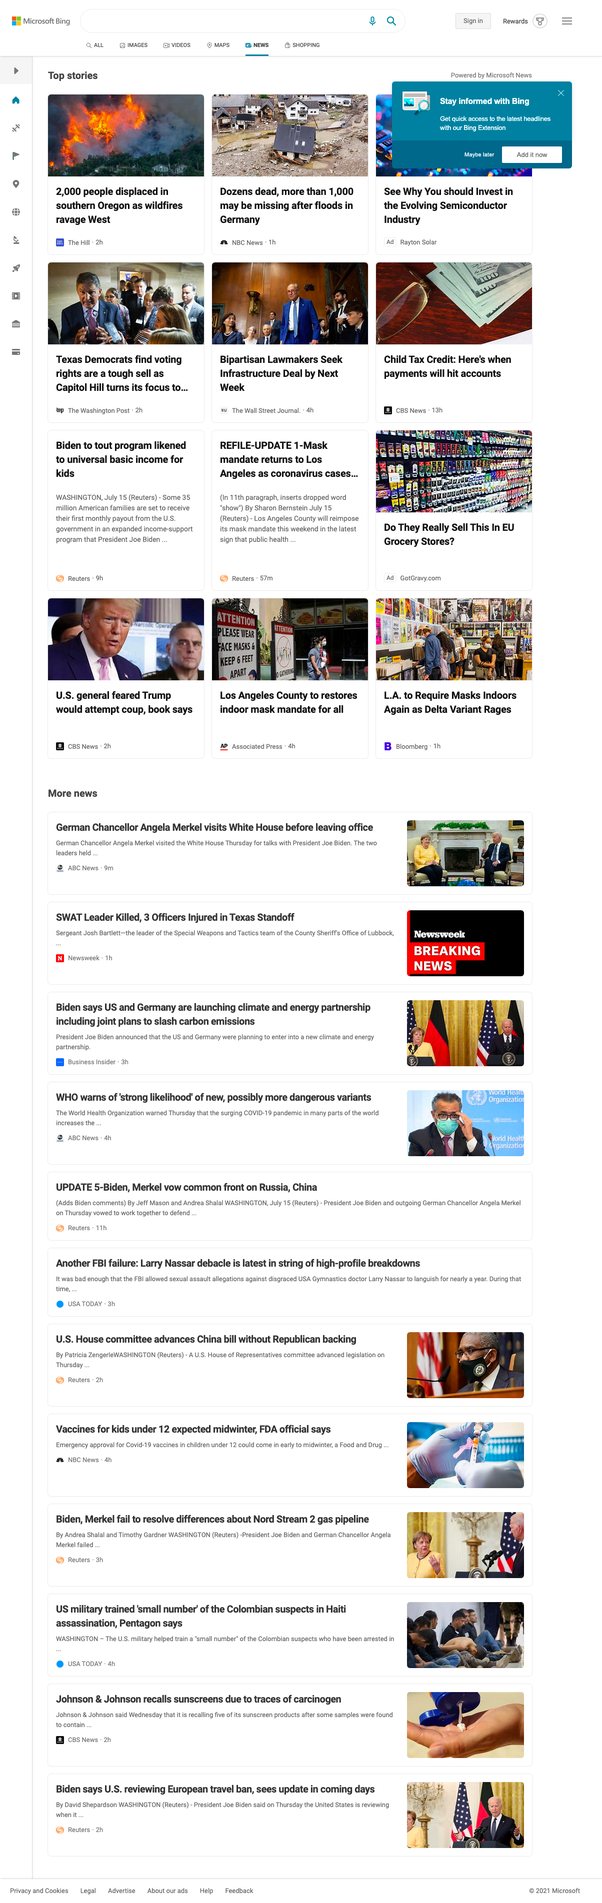 Microsoft Bing
Sign in
Rewards
ALL
IMAGES
VIDEOS
MAPS
NEWS
SHOPPING
Top stories
Powered by Microsoft News
Stay informed with Bing
Get quick access to the latest headlines
with our Bing Extension
Maybe later
Add it now
2,000 people displaced in
southern Oregon as wildfires
ravage West
The Hill · 2h
Dozens dead, more than 1,000
may be missing after floods in
Germany
NBC News · 1h
See Why You should Invest in
the Evolving Semiconductor
Industry
Ad Rayton Solar
Texas Democrats find voting
rights are a tough sell as
Capitol Hill turns its focus to...
wp The Washington Post · 2h
Bipartisan Lawmakers Seek
Infrastructure Deal by Next
Week
WSJ The Wall Street Journal. · 4h
Child Tax Credit: Here's when
payments will hit accounts
CBS News · 13h
Biden to tout program likened
to universal basic income for
kids
WASHINGTON, July 15 (Reuters) - Some 35
million American families are set to receive
their first monthly payout from the U.S.
government in an expanded income-support
program that President Joe Biden ...
Reuters · 9h
REFILE-UPDATE 1-Mask
mandate returns to Los
Angeles as coronavirus cases...
(In 11th paragraph, inserts dropped word
"show") By Sharon Bernstein July 15
(Reuters) - Los Angeles County will reimpose
its mask mandate this weekend in the latest
sign that public health ...
Reuters · 57m
Do They Really Sell This In EU
Grocery Stores?
Ad GotGravy.com
U.S. general feared Trump
would attempt coup, book says
CBS News · 2h
ATTENTION
PLEASE WEAR
FACE MASKS &
KEEP 6 FEET
APART
ATTENTION
Los Angeles County to restores
indoor mask mandate for all
AP Associated Press · 4h
L.A. to Require Masks Indoors
Again as Delta Variant Rages
B Bloomberg · 1h
More news
German Chancellor Angela Merkel visits White House before leaving office
German Chancellor Angela Merkel visited the White House Thursday for talks with President Joe Biden. The two
leaders held ...
ABC News · 9m
SWAT Leader Killed, 3 Officers Injured in Texas Standoff
Sergeant Josh Bartlett—the leader of the Special Weapons and Tactics team of the County Sheriff's Office of Lubbock,
...
N Newsweek · 1h
Newsweek
BREAKING
NEWS
Biden says US and Germany are launching climate and energy partnership
including joint plans to slash carbon emissions
President Joe Biden announced that the US and Germany were planning to enter into a new climate and energy
partnership.
Business Insider · 3h
WHO warns of 'strong likelihood' of new, possibly more dangerous variants
The World Health Organization warned Thursday that the surging COVID-19 pandemic in many parts of the world
increases the ...
ABC News · 4h
World Health
Organization
UPDATE 5-Biden, Merkel vow common front on Russia, China
(Adds Biden comments) By Jeff Mason and Andrea Shalal WASHINGTON, July 15 (Reuters) - President Joe Biden and outgoing German Chancellor Angela Merkel
on Thursday vowed to work together to defend ...
Reuters · 11h
Another FBI failure: Larry Nassar debacle is latest in string of high-profile breakdowns
It was bad enough that the FBI allowed sexual assault allegations against disgraced USA Gymnastics doctor Larry Nassar to languish for nearly a year. During that
time, ...
USA TODAY · 3h
U.S. House committee advances China bill without Republican backing
By Patricia ZengerleWASHINGTON (Reuters) - A U.S. House of Representatives committee advanced legislation on
Thursday ...
Reuters · 2h
Vaccines for kids under 12 expected midwinter, FDA official says
Emergency approval for Covid-19 vaccines in children under 12 could come in early to midwinter, a Food and Drug ...
NBC News · 4h
Biden, Merkel fail to resolve differences about Nord Stream 2 gas pipeline
By Andrea Shalal and Timothy Gardner WASHINGTON (Reuters) -President Joe Biden and German Chancellor Angela
Merkel failed ...
Reuters · 3h
US military trained 'small number' of the Colombian suspects in Haiti
assassination, Pentagon says
WASHINGTON – The U.S. military helped train a "small number" of the Colombian suspects who have been arrested in
...
USA TODAY · 4h
Johnson & Johnson recalls sunscreens due to traces of carcinogen
Johnson & Johnson said Wednesday that it is recalling five of its sunscreen products after some samples were found
to contain ...
CBS News · 2h
Biden says U.S. reviewing European travel ban, sees update in coming days
By David Shepardson WASHINGTON (Reuters) - President Joe Biden said on Thursday the United States is reviewing
when it ...
Reuters · 2h
Privacy and Cookies
Legal
Advertise
About our ads
Help
Feedback
© 2021 Microsoft